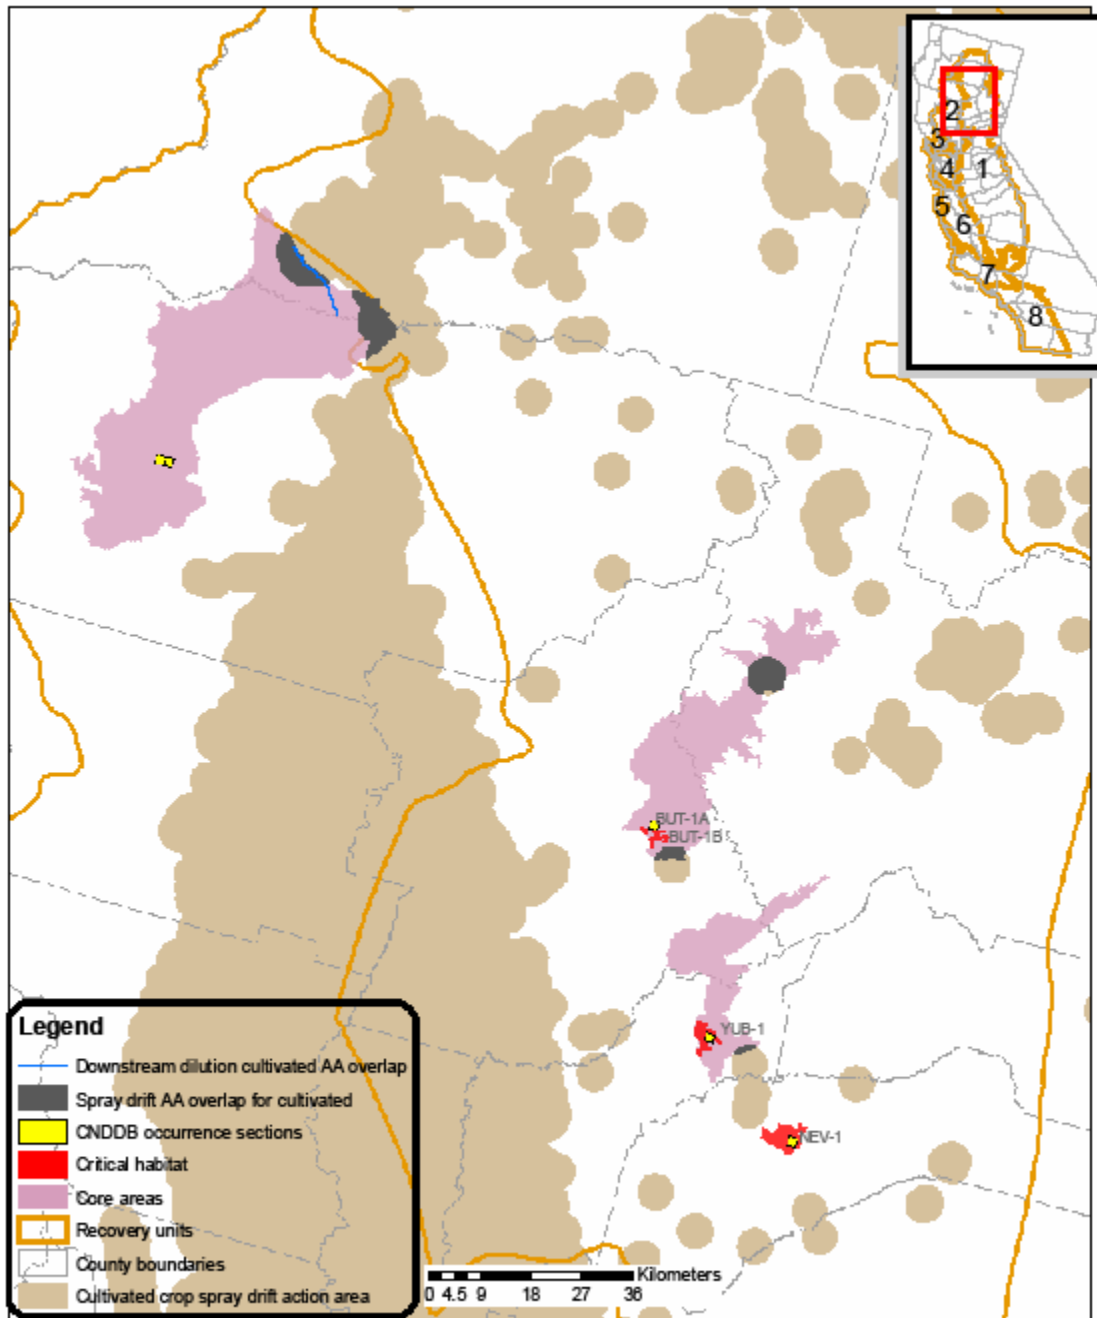 2
3
4
1
5
6
7
8
BUT-1A
BUT-1B
YUB-1
NEV-1
Legend
Downstream dilution cultivated AA overlap
Spray drift AA overlap for cultivated
CNDDB occurrence sections
Critical habitat
Core areas
Recovery units
County boundaries
Cultivated crop spray drift action area
Kilometers
0 4.5 9 18 27 36